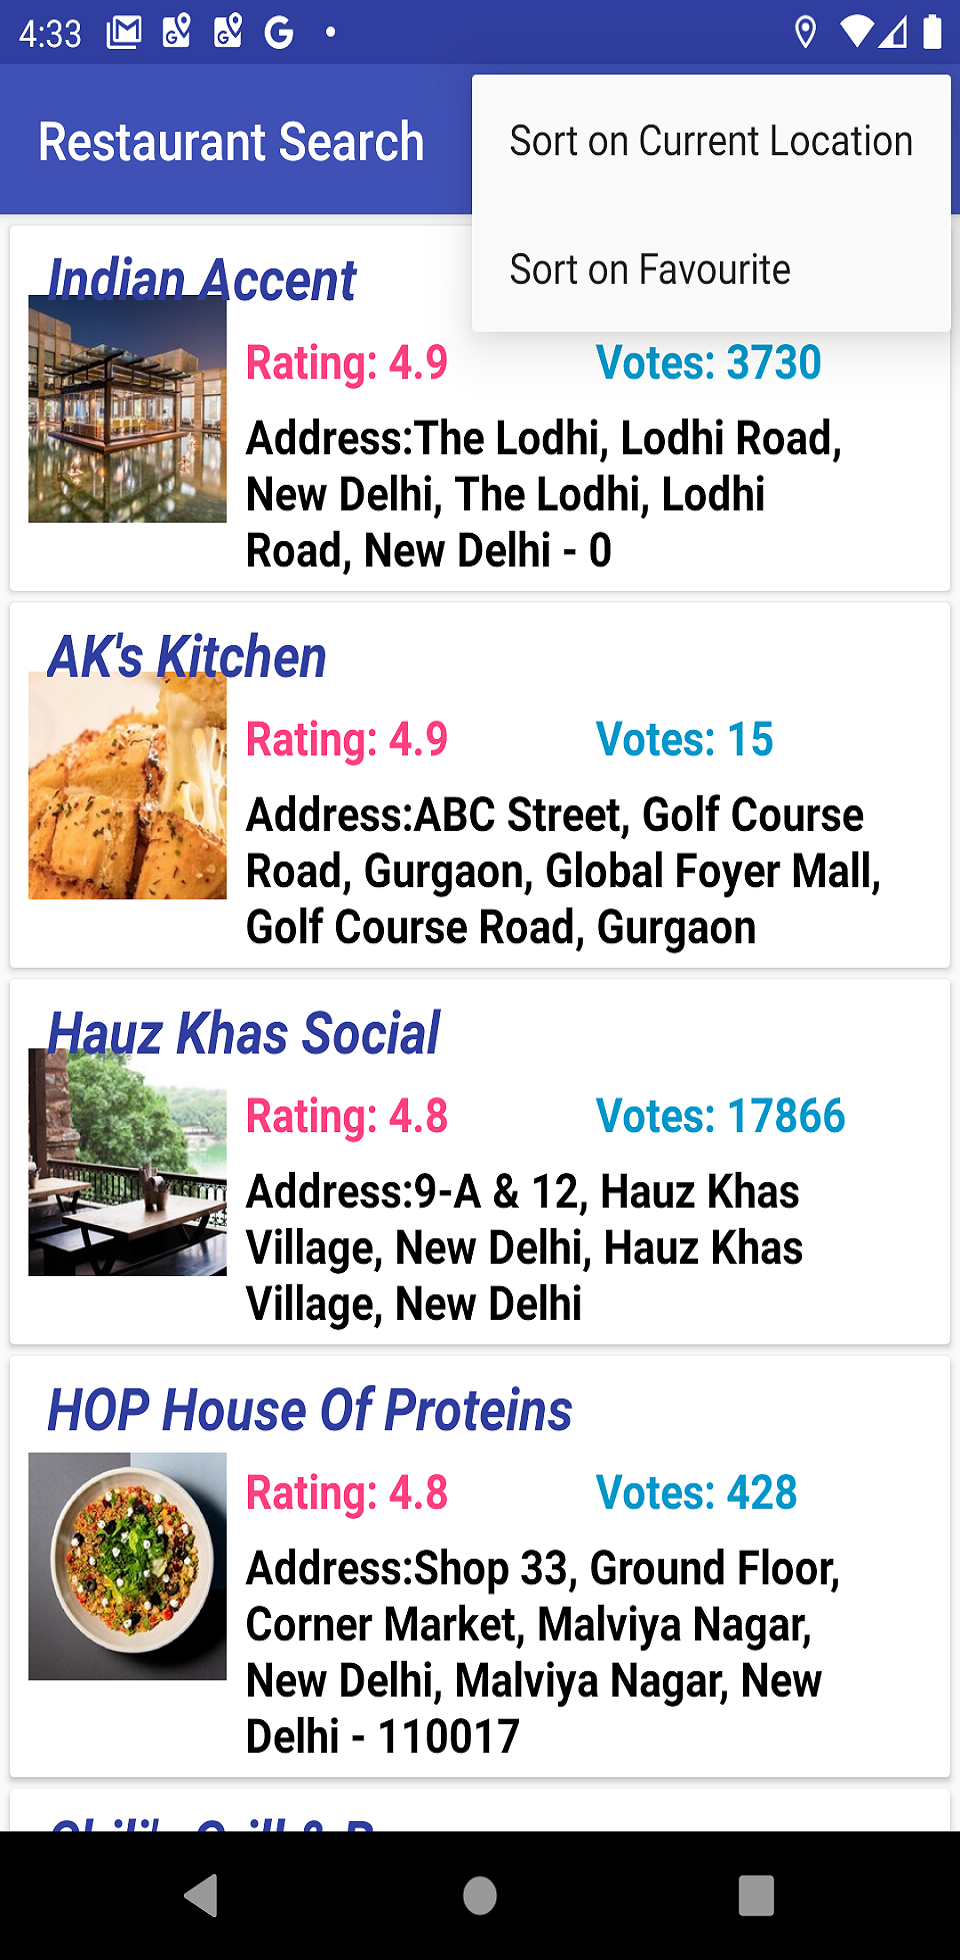 4:33
Restaurant Search
Sort on Current Location
Sort on Favourite
Indian Accent
Rating: 4.9 Votes: 3730
Address:The Lodhi, Lodhi Road,
New Delhi, The Lodhi, Lodhi
Road, New Delhi - 0
AK's Kitchen
Rating: 4.9 Votes: 15
Address:ABC Street, Golf Course
Road, Gurgaon, Global Foyer Mall,
Golf Course Road, Gurgaon
Hauz Khas Social
Rating: 4.8 Votes: 17866
Address:9-A & 12, Hauz Khas
Village, New Delhi, Hauz Khas
Village, New Delhi
HOP House Of Proteins
Rating: 4.8 Votes: 428
Address:Shop 33, Ground Floor,
Corner Market, Malviya Nagar,
New Delhi, Malviya Nagar, New
Delhi - 110017
Chili's Grill &